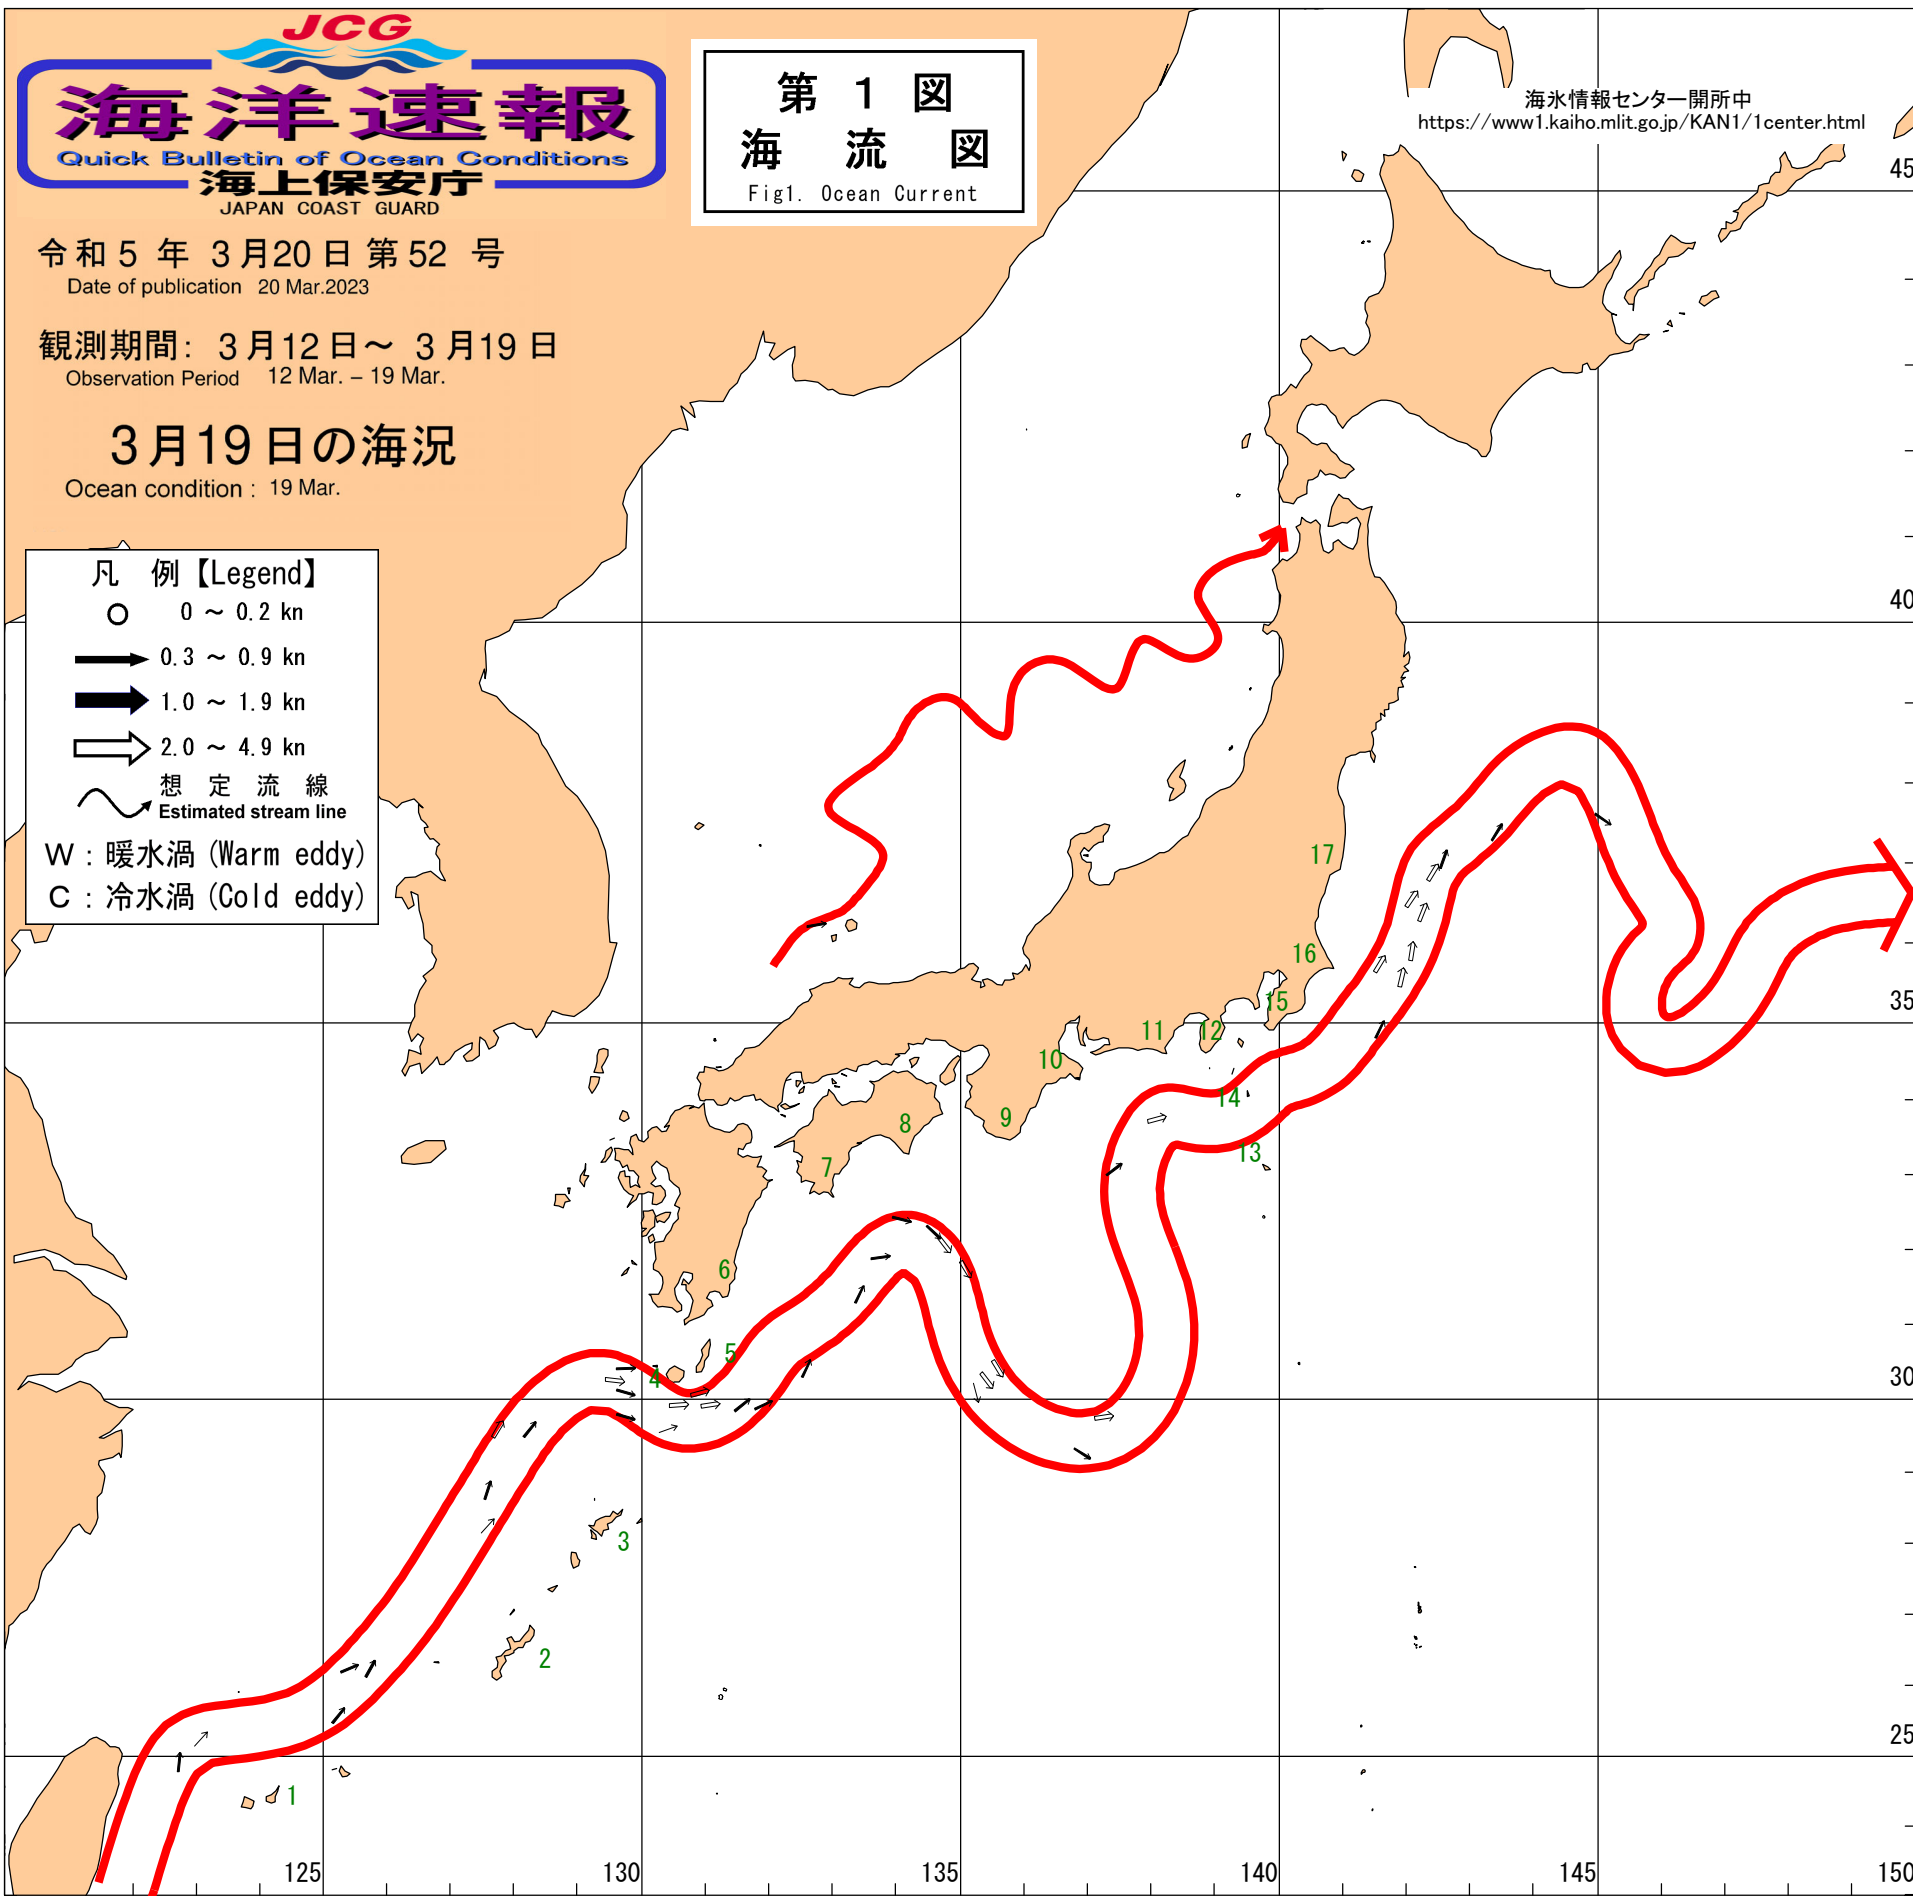 JCG
海洋速報
Quick Bulletin of Ocean Conditions
海上保安庁
JAPAN COAST GUARD
第 1 図
海 流 図
Fig1. Ocean Current
海氷情報センター開所中
https://www1.kaiho.mlit.go.jp/KAN1/1center.html
令和 5 年 3月20日 第52 号
Date of publication 20 Mar.2023
観測期間: 3月12日～ 3月19日
Observation Period 12 Mar. – 19 Mar.
3月19日の海況
Ocean condition : 19 Mar.
凡 例【Legend】
0 ～ 0.2 kn
0.3 ～ 0.9 kn
1.0 ～ 1.9 kn
2.0 ～ 4.9 kn
想 定 流 線
Estimated stream line
W : 暖水渦 (Warm eddy)
C : 冷水渦 (Cold eddy)
45
40
17
16
35
15
12
11
10
14
9
8
13
7
6
5
4
30
3
2
25
1
125
130
135
140
145
150